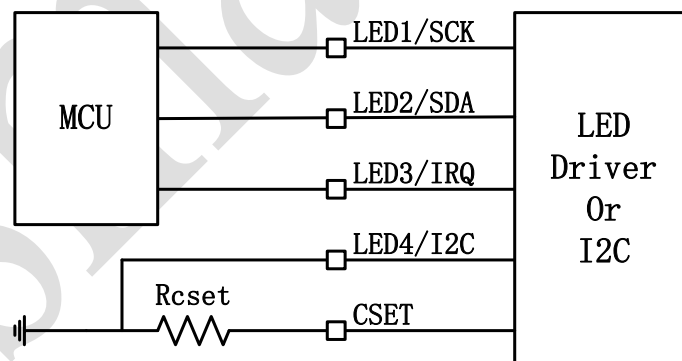 LED1/SCK
MCU
LED2/SDA
LED
Driver
Or
I2C
LED3/IRQ
LED4/I2C
Rcset
CSET